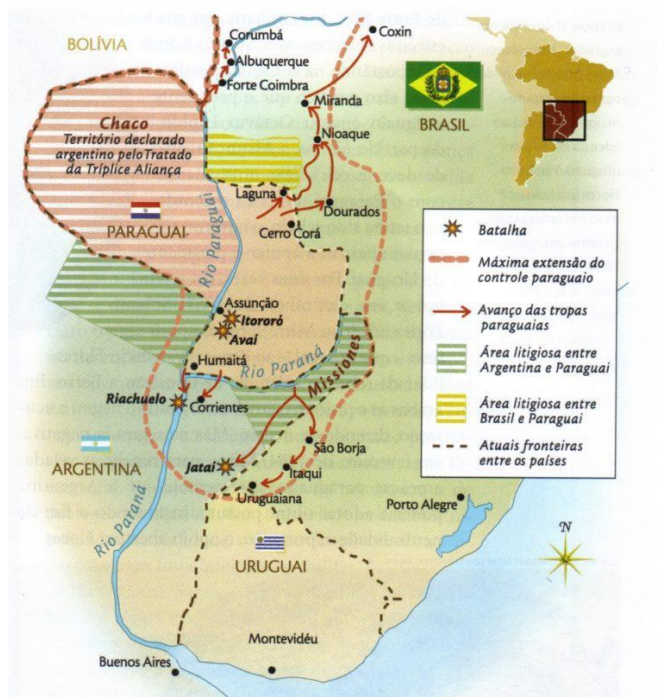 BOLÍVIA
Corumbá
Albuquerque
Forte Coimbra
Coxin
BRASIL
Miranda
Nioaque
Chaco
Território declarado
argentino pelo Tratado
da Tríplice Aliança
PARAGUAI
Rio Paraguai
Laguna
Dourados
Cerro Corá
Assunção
Itororó
Avaí
Humaitá
Rio Paraná
Missiones
Riachuelo
Corrientes
ARGENTINA
Jataí
São Borja
Itaqui
Uruguaiana
Rio Paraná
Porto Alegre
URUGUAI
Montevidéu
Buenos Aires
N
Batalha
Máxima extensão do
controle paraguaio
Avanço das tropas
paraguaias
Área litigiosa entre
Argentina e Paraguai
Área litigiosa entre
Brasil e Paraguai
Atuais fronteiras
entre os países